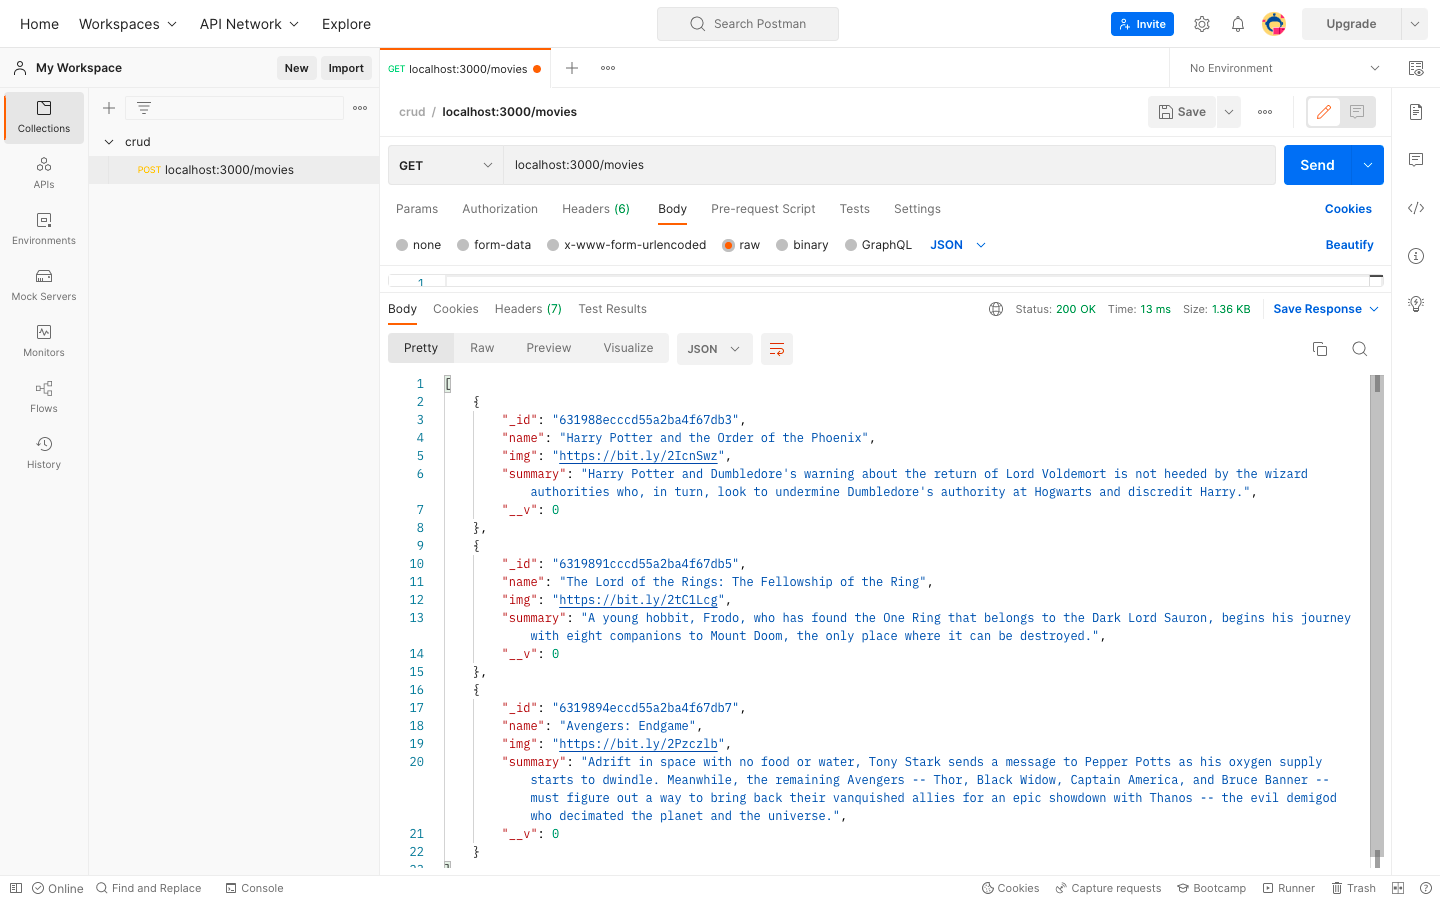 Home Workspaces API Network Explore Search Postman Invite Upgrade
My Workspace New Import GET localhost:3000/movies No Environment
Collections
APIs
Environments
Mock Servers
Monitors
Flows
History
crud
POST localhost:3000/movies
crud / localhost:3000/movies Save
GET localhost:3000/movies Send
Params Authorization Headers (6) Body Pre-request Script Tests Settings Cookies
none form-data x-www-form-urlencoded raw binary GraphQL JSON Beautify
1
Body Cookies Headers (7) Test Results Status: 200 OK Time: 13 ms Size: 1.36 KB Save Response
Pretty Raw Preview Visualize JSON
1 [
2 {
3 "_id": "631988ecccd55a2ba4f67db3",
4 "name": "Harry Potter and the Order of the Phoenix",
5 "img": "https://bit.ly/2IcnSwz",
6 "summary": "Harry Potter and Dumbledore's warning about the return of Lord Voldemort is not heeded by the wizard
authorities who, in turn, look to undermine Dumbledore's authority at Hogwarts and discredit Harry.",
7 "__v": 0
8 },
9 {
10 "_id": "6319891cccd55a2ba4f67db5",
11 "name": "The Lord of the Rings: The Fellowship of the Ring",
12 "img": "https://bit.ly/2tC1Lcg",
13 "summary": "A young hobbit, Frodo, who has found the One Ring that belongs to the Dark Lord Sauron, begins his journey
with eight companions to Mount Doom, the only place where it can be destroyed.",
14 "__v": 0
15 },
16 {
17 "_id": "6319894eccd55a2ba4f67db7",
18 "name": "Avengers: Endgame",
19 "img": "https://bit.ly/2Pzczlb",
20 "summary": "Adrift in space with no food or water, Tony Stark sends a message to Pepper Potts as his oxygen supply
starts to dwindle. Meanwhile, the remaining Avengers -- Thor, Black Widow, Captain America, and Bruce Banner --
must figure out a way to bring back their vanquished allies for an epic showdown with Thanos -- the evil demigod
who decimated the planet and the universe.",
21 "__v": 0
22 }
23 ]
Online Find and Replace Console Cookies Capture requests Bootcamp Runner Trash